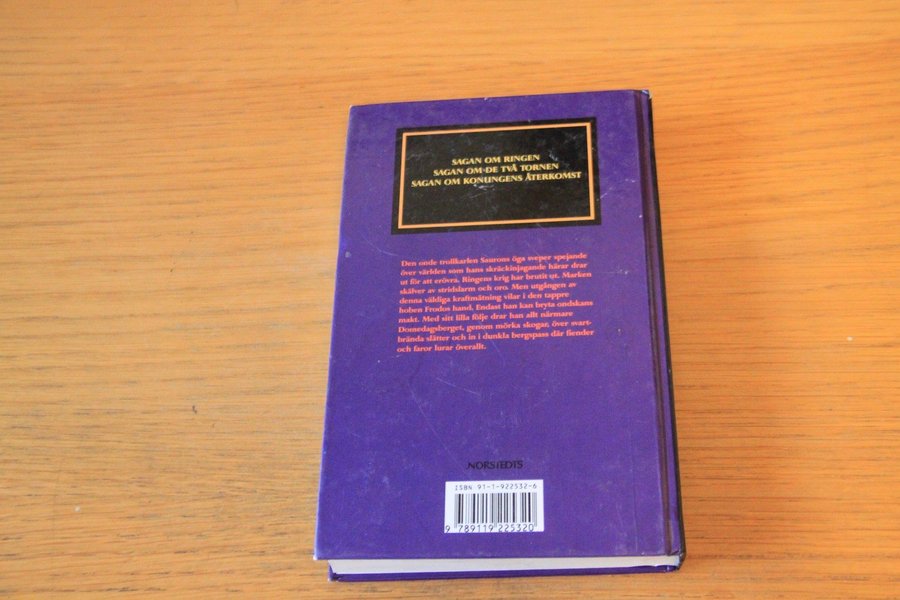 SAGAN OM RINGEN
SAGAN OM DE TVÅ TORNEN
SAGAN OM KONUNGENS ÅTERKOMST
Den onde trollkarlen Saurons öga sveper spejande
över världen som hans skräckinjagande härar drar
ut för att erövra. Ringens krig har brutit ut. Marken
skälver av stridslarm och oro. Men utgången av
denna väldiga kraftmätning vilar i den tappre
hoben Frodos hand. Endast han kan bryta ondskans
makt. Med sitt lilla följe drar han allt närmare
Domedagsberget, genom mörka skogar, över svart-
brända slätter och in i dunkla bergspass där fiender
och faror lurar överallt.
NORSTEDTS
ISBN 91-1-922532-6
9 789119 225320